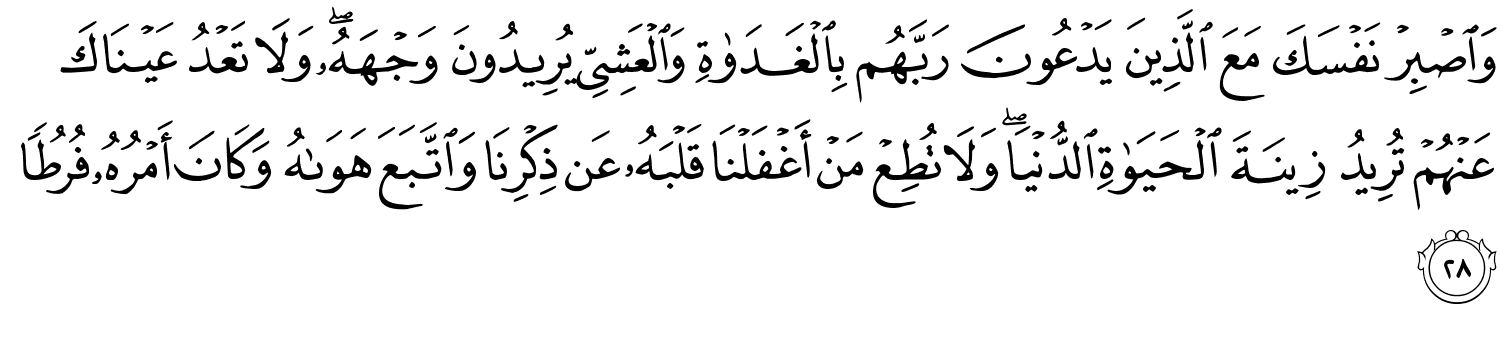 وَٱصۡبِرۡ نَفۡسَكَ مَعَ ٱلَّذِينَ يَدۡعُونَ رَبَّهُم بِٱلۡغَدَوٰةِ وَٱلۡعَشِيِّ يُرِيدُونَ وَجۡهَهُۥۖ وَلَا تَعۡدُ عَيۡنَاكَ
عَنۡهُمۡ تُرِيدُ زِينَةَ ٱلۡحَيَوٰةِ ٱلدُّنۡيَاۖ وَلَا تُطِعۡ مَنۡ أَغۡفَلۡنَا قَلۡبَهُۥ عَن ذِكۡرِنَا وَٱتَّبَعَ هَوَىٰهُ وَكَانَ أَمۡرُهُۥ فُرُطٗا
٢٨